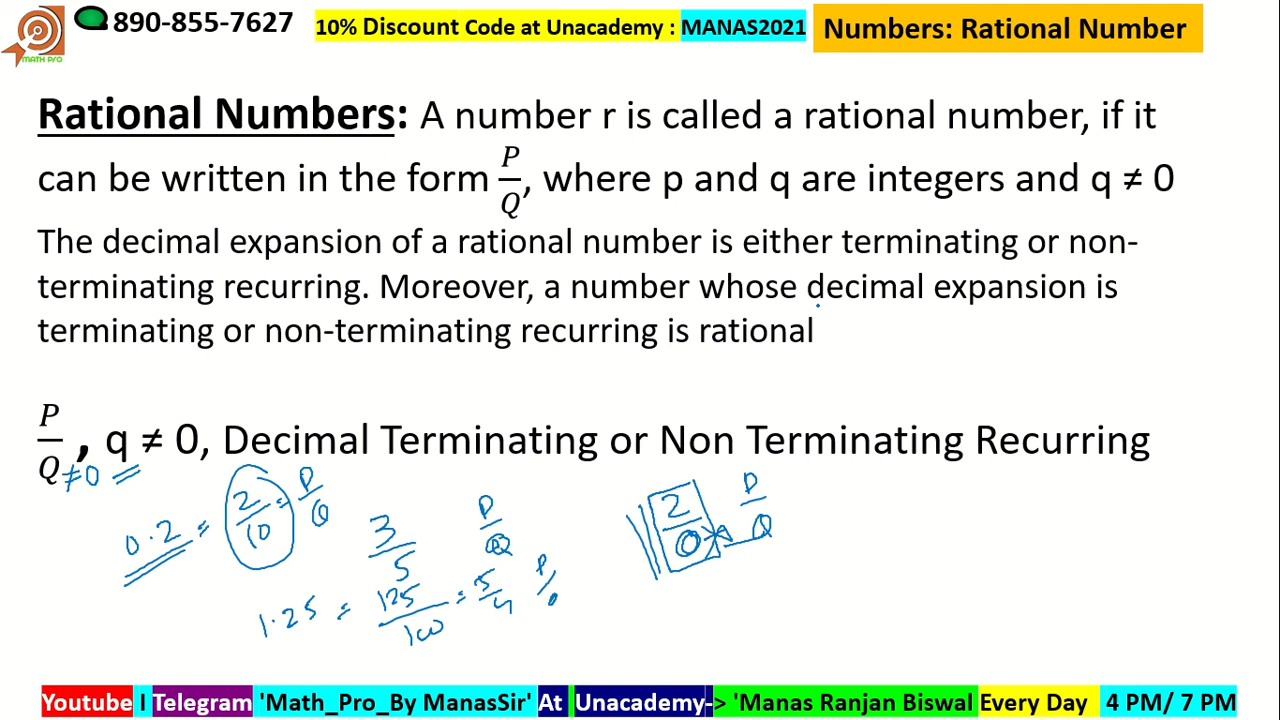 MATH PRO
890-855-7627
10% Discount Code at Unacademy : MANAS2021
Numbers: Rational Number
Rational Numbers: A number r is called a rational number, if it
can be written in the form P/Q, where p and q are integers and q ≠ 0
The decimal expansion of a rational number is either terminating or non-
terminating recurring. Moreover, a number whose decimal expansion is
terminating or non-terminating recurring is rational
P/Q, q ≠ 0, Decimal Terminating or Non Terminating Recurring
≠0
0.2 = 2/10 = P/Q
3/5 P/Q
2/0 P/Q
1.25 = 125/100 = 5/4
Youtube I Telegram 'Math_Pro_By ManasSir' At Unacademy-> 'Manas Ranjan Biswal Every Day 4 PM/ 7 PM